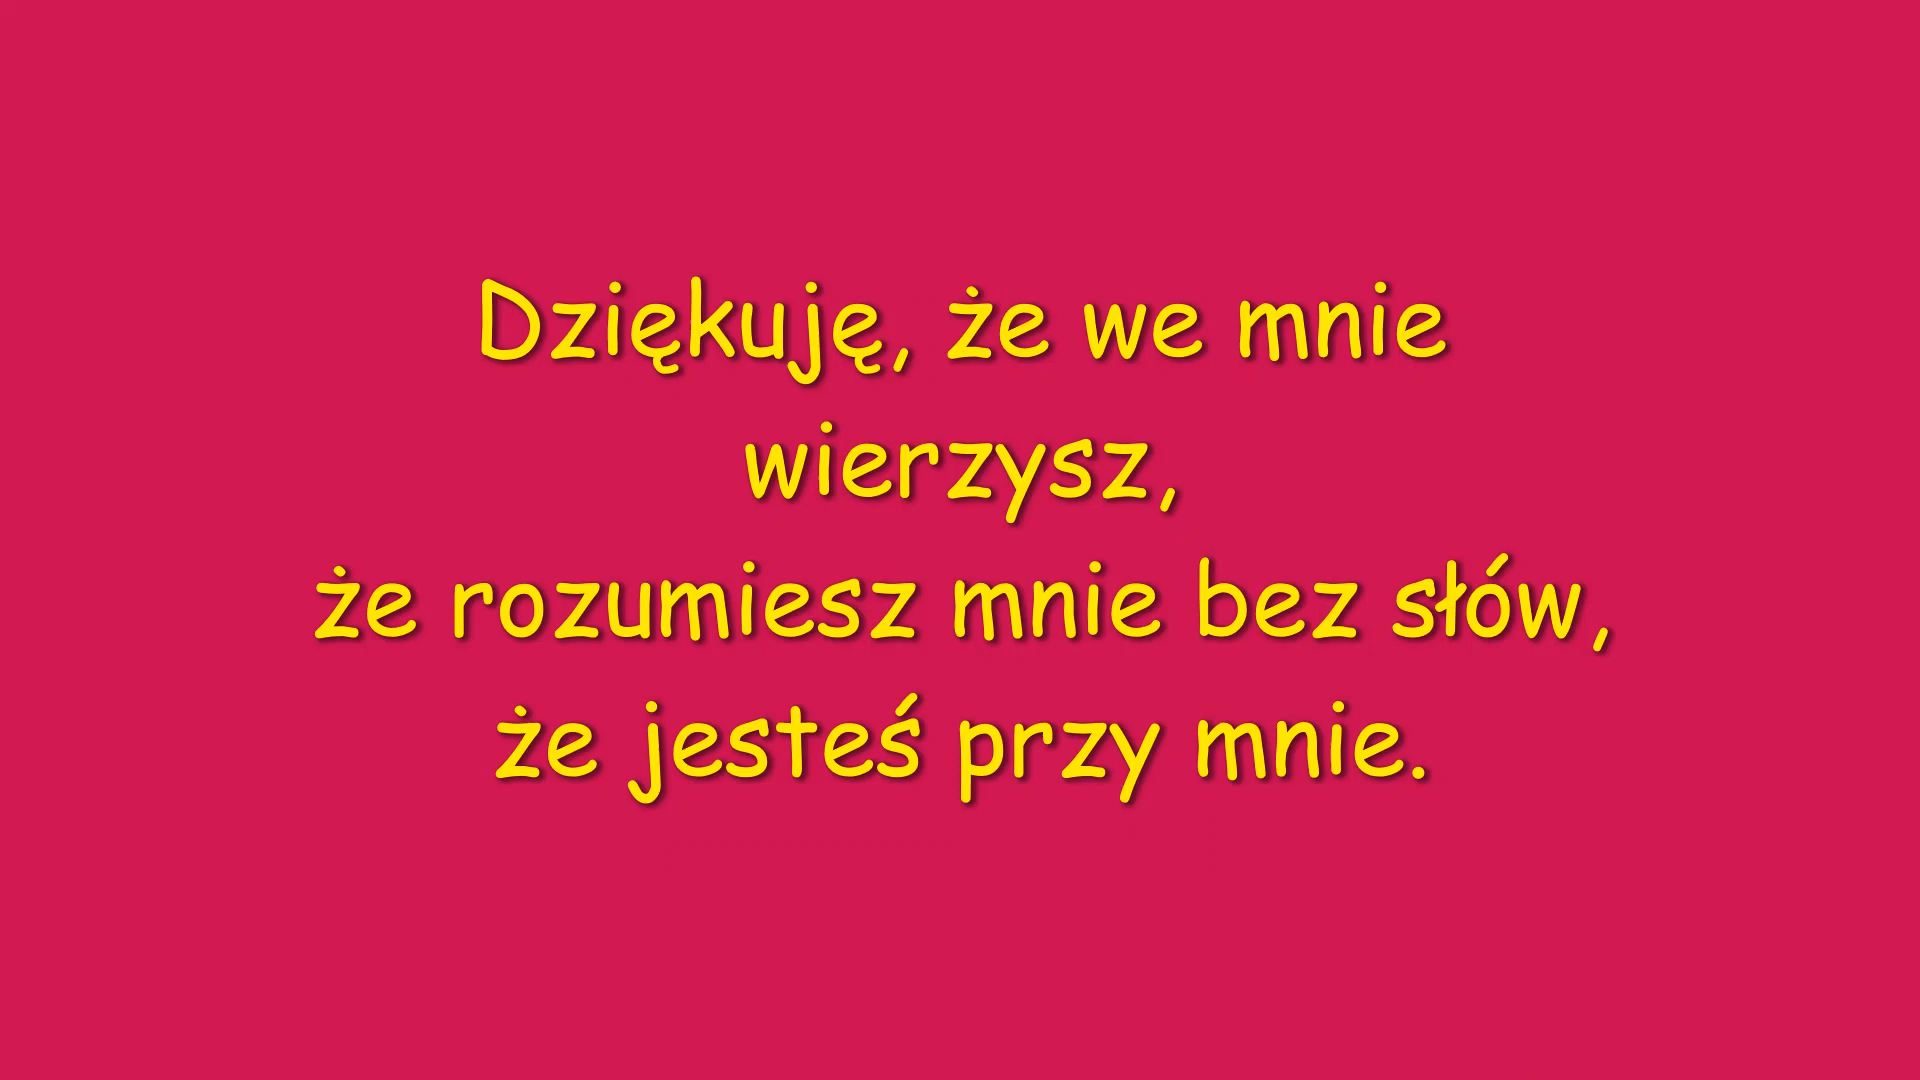 Dziękuję, że we mnie
wierzysz,
że rozumiesz mnie bez słów,
że jesteś przy mnie.